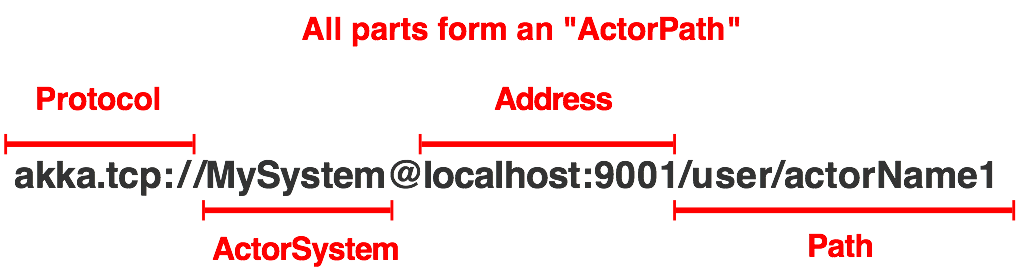 All parts form an "ActorPath"
Protocol Address
akka.tcp://MySystem@localhost:9001/user/actorName1
ActorSystem Path